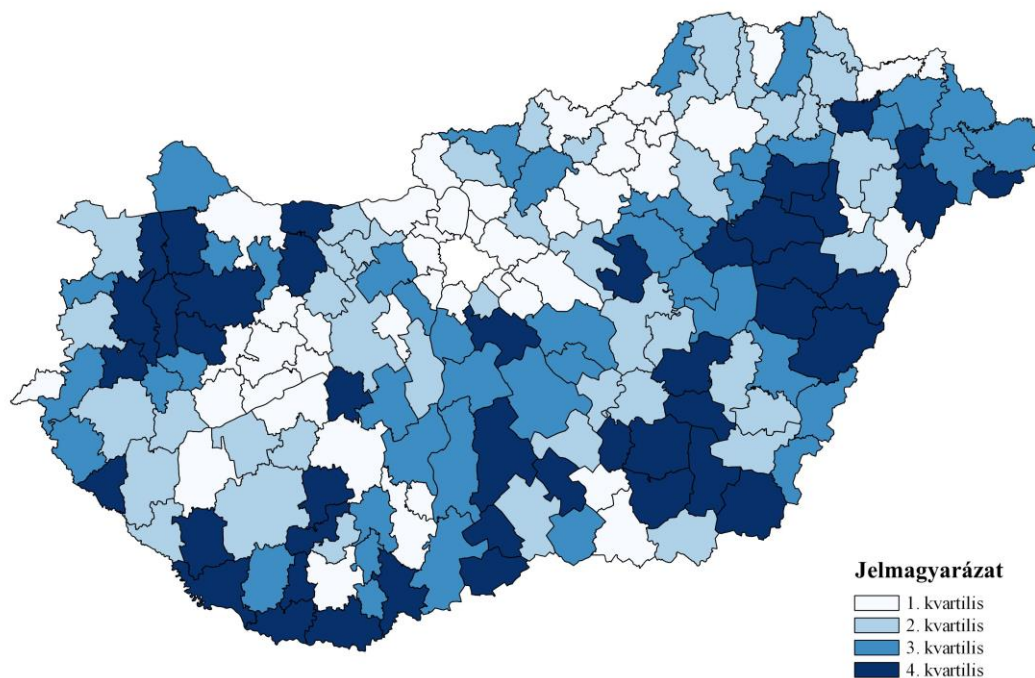 Jelmagyarázat
1. kvartilis
2. kvartilis
3. kvartilis
4. kvartilis